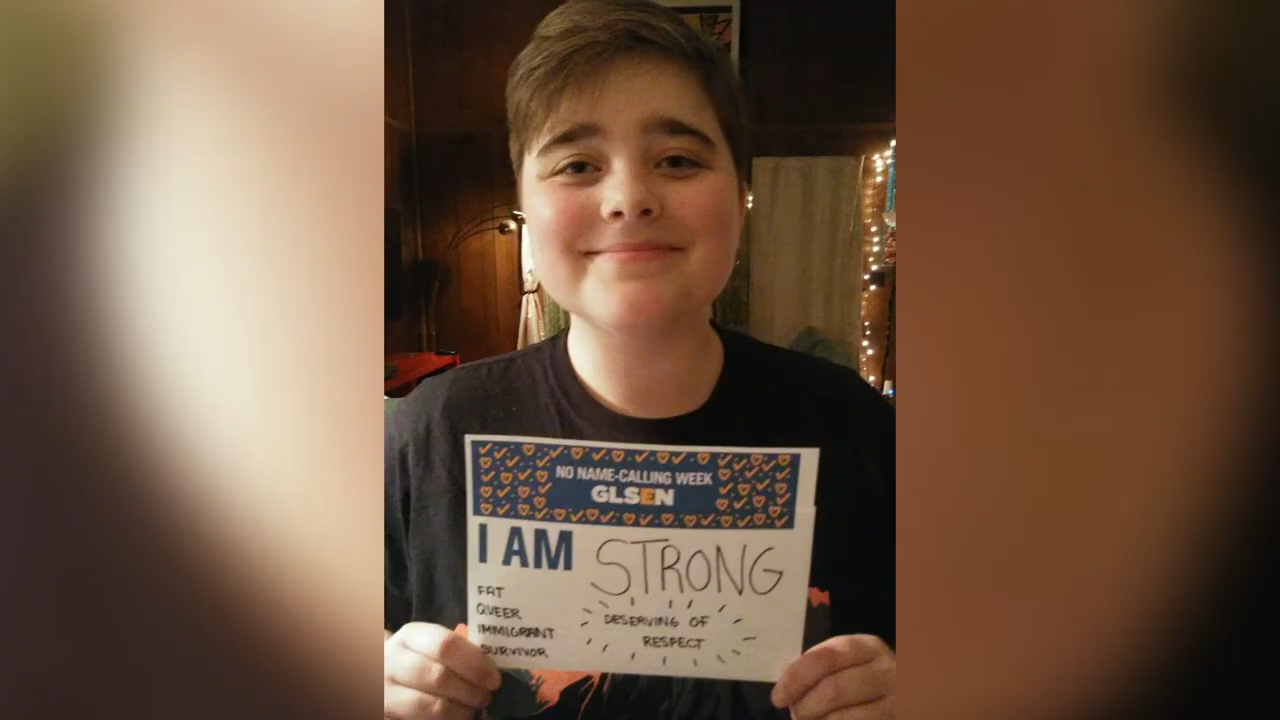 NO NAME-CALLING WEEK
GLSEN
I AM STRONG
FAT
QUEER
IMMIGRANT
SURVIVOR
DESERVING OF
RESPECT